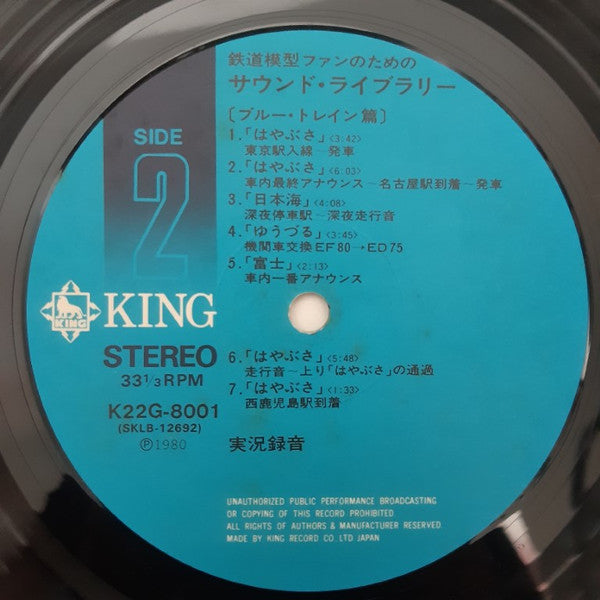 鉄道模型ファンのための
サウンド・ライブラリー
〔ブルー・トレイン篇〕
SIDE
2
1.「はやぶさ」<3:42>
東京駅入線~発車
2.「はやぶさ」<6:03>
車内最終アナウンス~名古屋駅到着~発車
3.「日本海」<4:08>
深夜停車駅~深夜走行音
4.「ゆうづる」<3:45>
機関車交換EF80→ED75
5.「富士」<2:13>
車内一番アナウンス
KING
KING
STEREO
33 1/3 RPM
K22G-8001
(SKLB-12692)
Ⓟ1980
6.「はやぶさ」<5:48>
走行音~上り「はやぶさ」の通過
7.「はやぶさ」<1:33>
西鹿児島駅到着
実況録音
UNAUTHORIZED PUBLIC PERFORMANCE BROADCASTING
OR COPYING OF THIS RECORD PROHIBITED.
ALL RIGHTS OF AUTHORS & MANUFACTURER RESERVED.
MADE BY KING RECORD CO LTD JAPAN